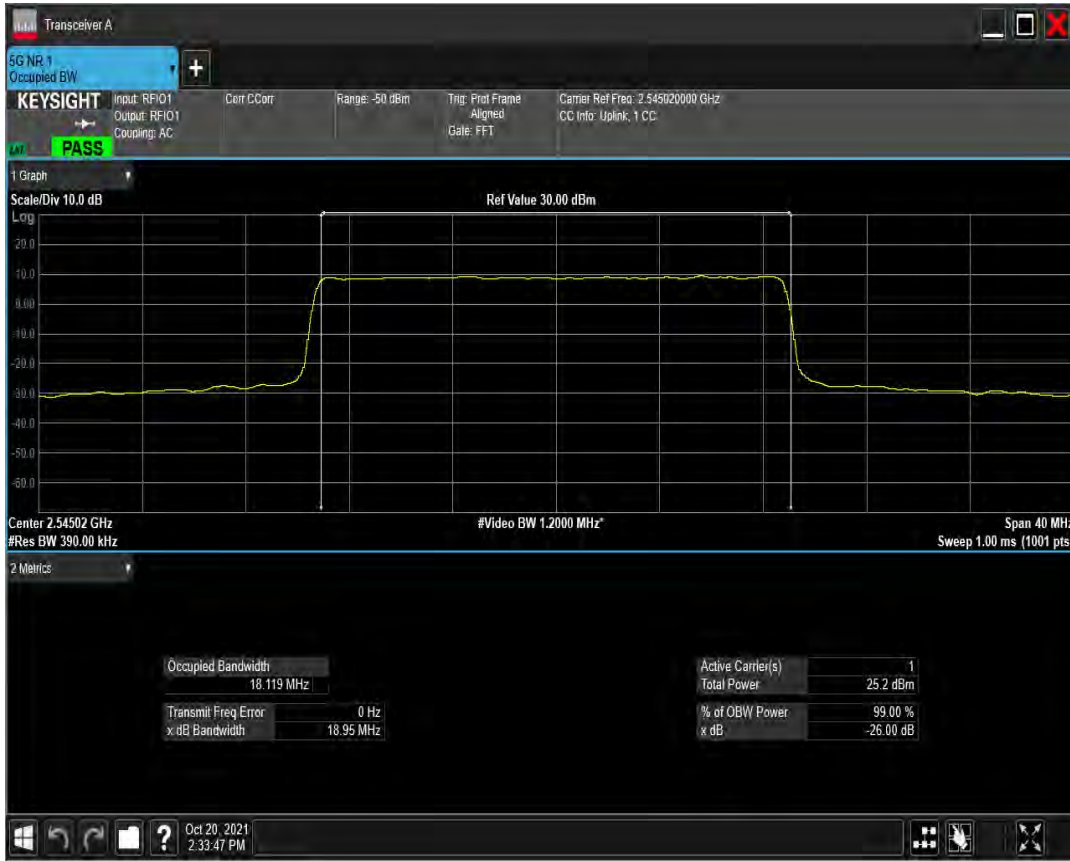 Transceiver A
5G NR 1
Occupied BW
KEYSIGHT
PASS
Input: RFIO1
Output: RFIO1
Coupling: AC
Corr CCorr
Range: -50 dBm
Trig: Prot Frame
Aligned
Gate: FFT
Carrier Ref Freq: 2.545020000 GHz
CC Info: Uplink, 1 CC
1 Graph
Scale/Div 10.0 dB
Ref Value 30.00 dBm
Log
20.0
10.0
0.00
-10.0
-20.0
-30.0
-40.0
-50.0
-60.0
Center 2.54502 GHz
#Video BW 1.2000 MHz*
Span 40 MHz
#Res BW 390.00 kHz
Sweep 1.00 ms (1001 pts
2 Metrics
Occupied Bandwidth
18.119 MHz
Transmit Freq Error 0 Hz
x dB Bandwidth 18.95 MHz
Active Carrier(s) 1
Total Power 25.2 dBm
% of OBW Power 99.00 %
x dB -26.00 dB
Oct 20, 2021
2:33:47 PM